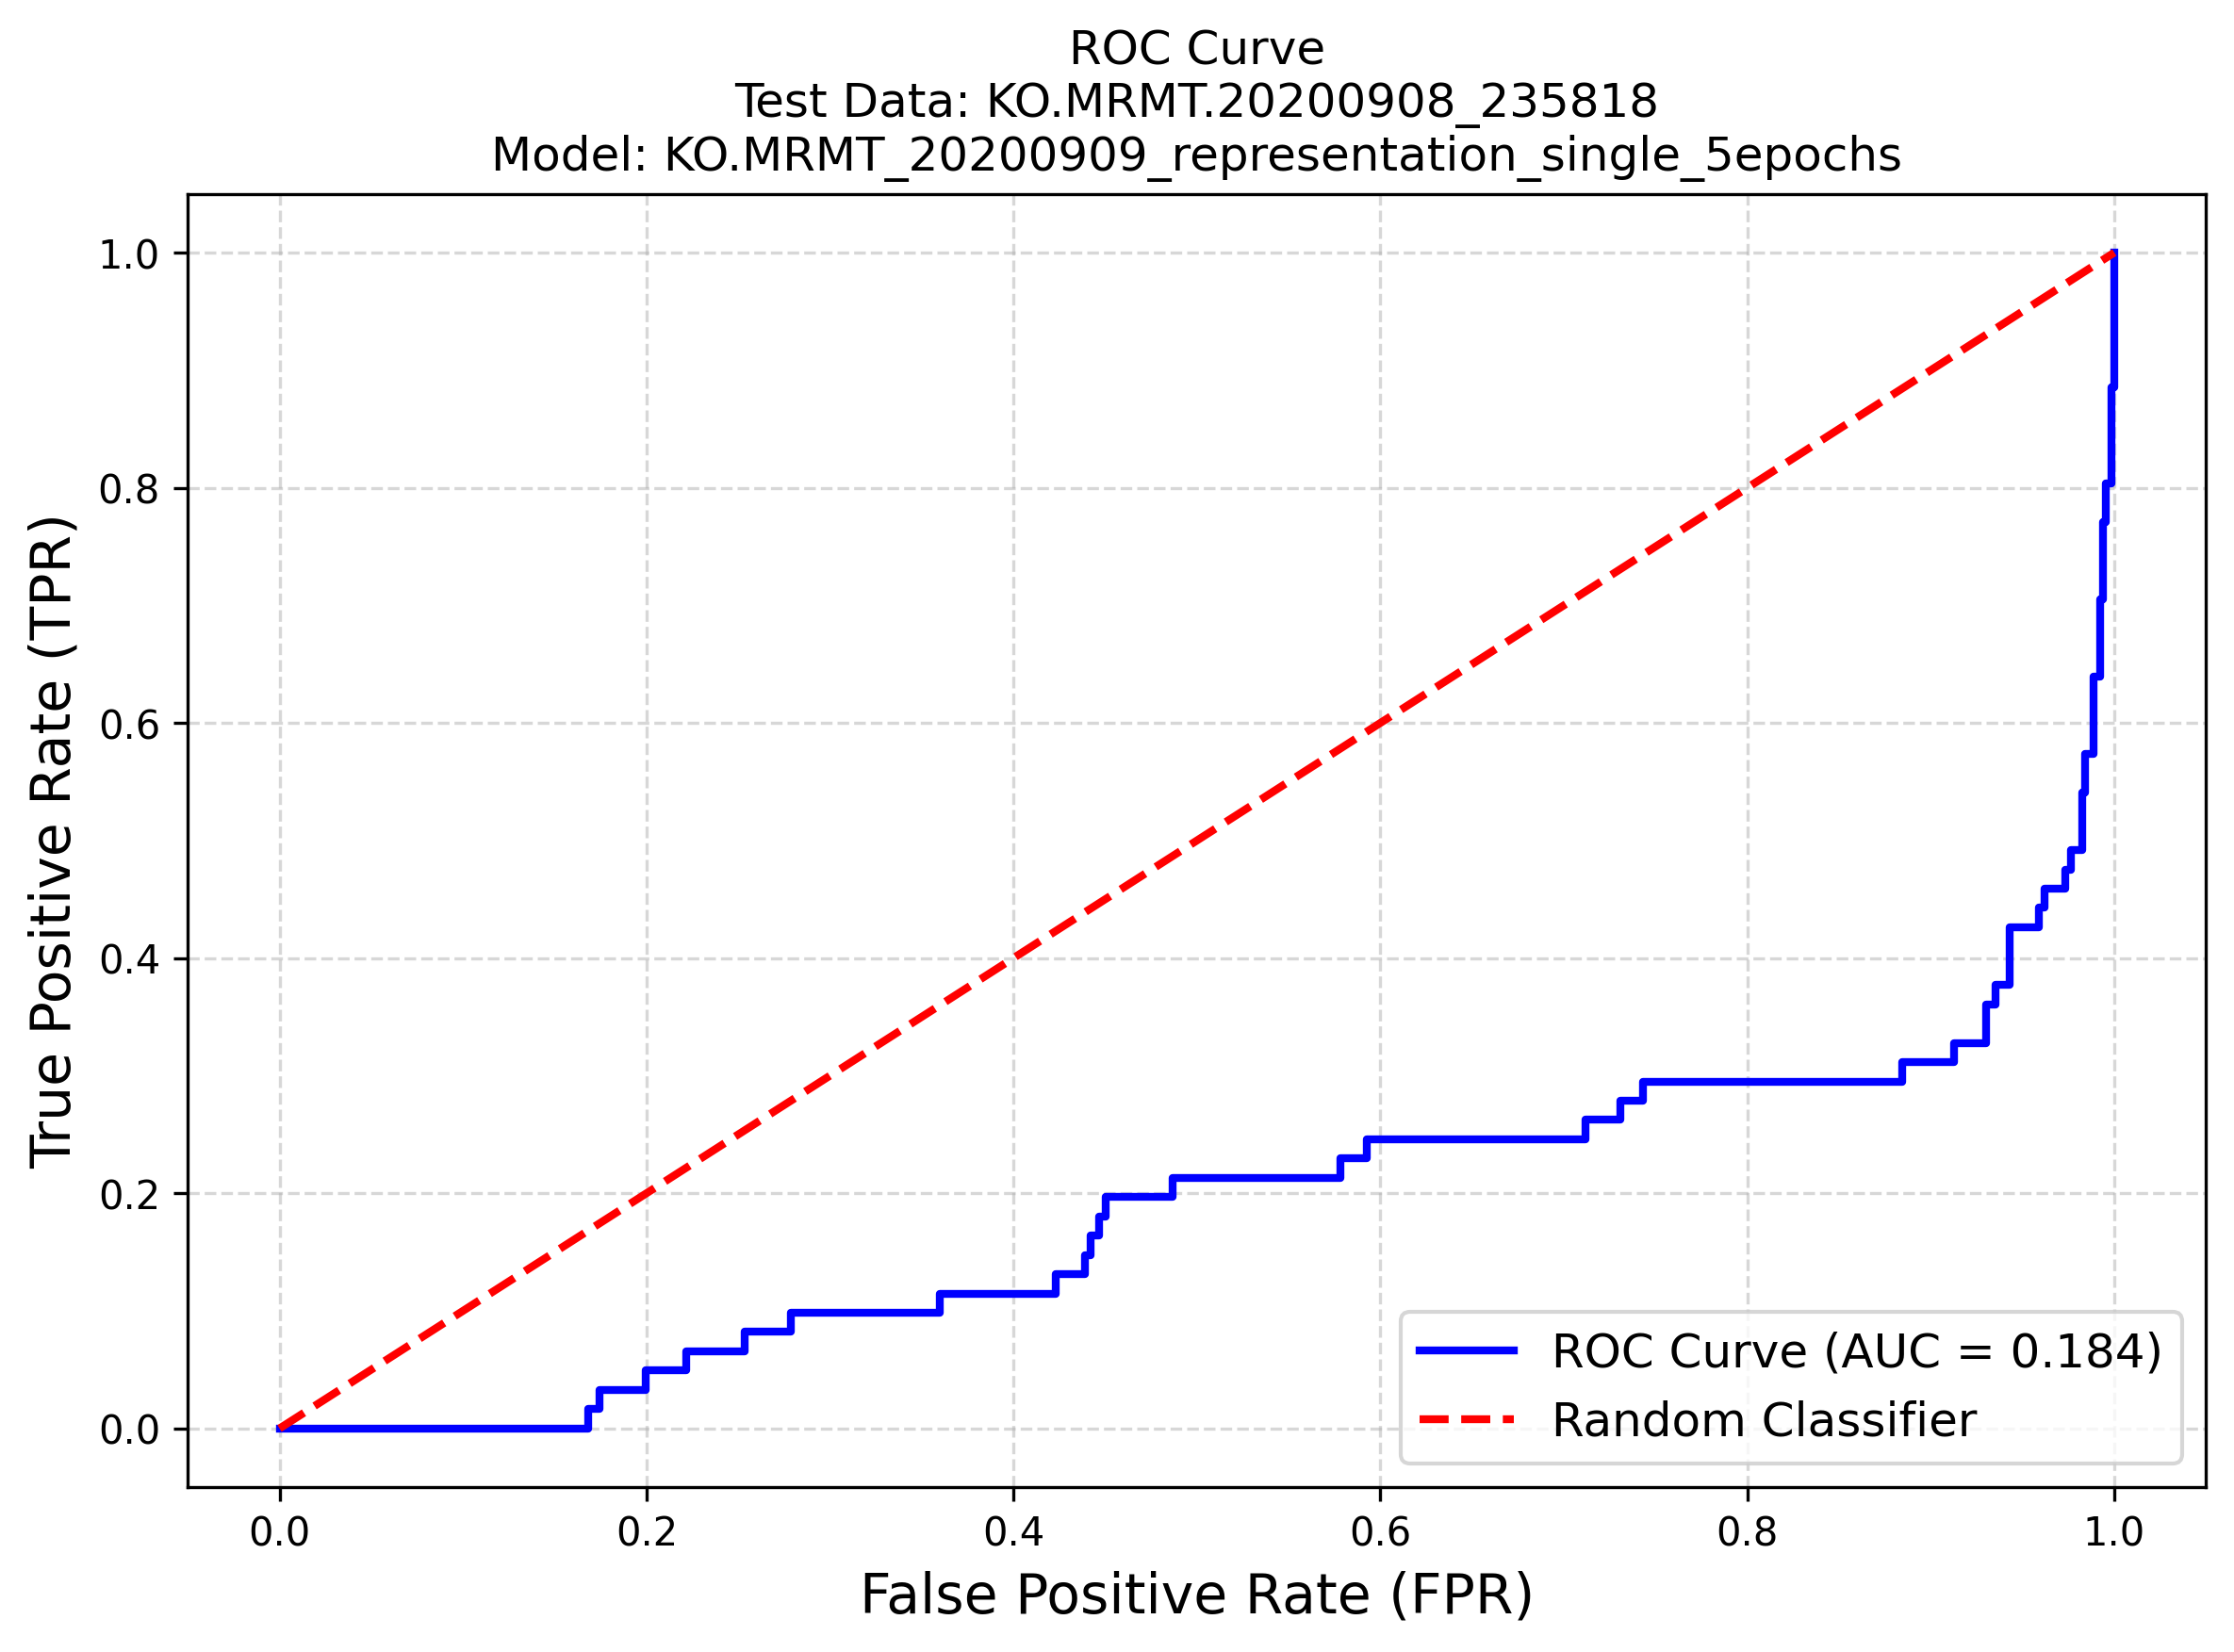 ROC Curve
Test Data: KO.MRMT.20200908_235818
Model: KO.MRMT_20200909_representation_single_5epochs
True Positive Rate (TPR)
1.0
0.8
0.6
0.4
0.2
0.0
ROC Curve (AUC = 0.184)
Random Classifier
0.0 0.2 0.4 0.6 0.8 1.0
False Positive Rate (FPR)